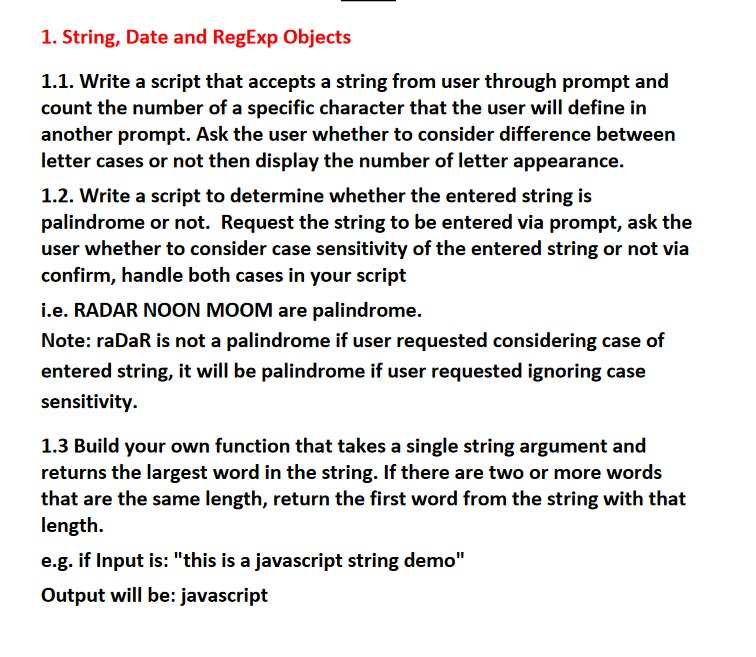 1. String, Date and RegExp Objects
1.1. Write a script that accepts a string from user through prompt and
count the number of a specific character that the user will define in
another prompt. Ask the user whether to consider difference between
letter cases or not then display the number of letter appearance.
1.2. Write a script to determine whether the entered string is
palindrome or not.  Request the string to be entered via prompt, ask the
user whether to consider case sensitivity of the entered string or not via
confirm, handle both cases in your script
i.e. RADAR NOON MOOM are palindrome.
Note: raDaR is not a palindrome if user requested considering case of
entered string, it will be palindrome if user requested ignoring case
sensitivity.
1.3 Build your own function that takes a single string argument and
returns the largest word in the string. If there are two or more words
that are the same length, return the first word from the string with that
length.
e.g. if Input is: "this is a javascript string demo"
Output will be: javascript